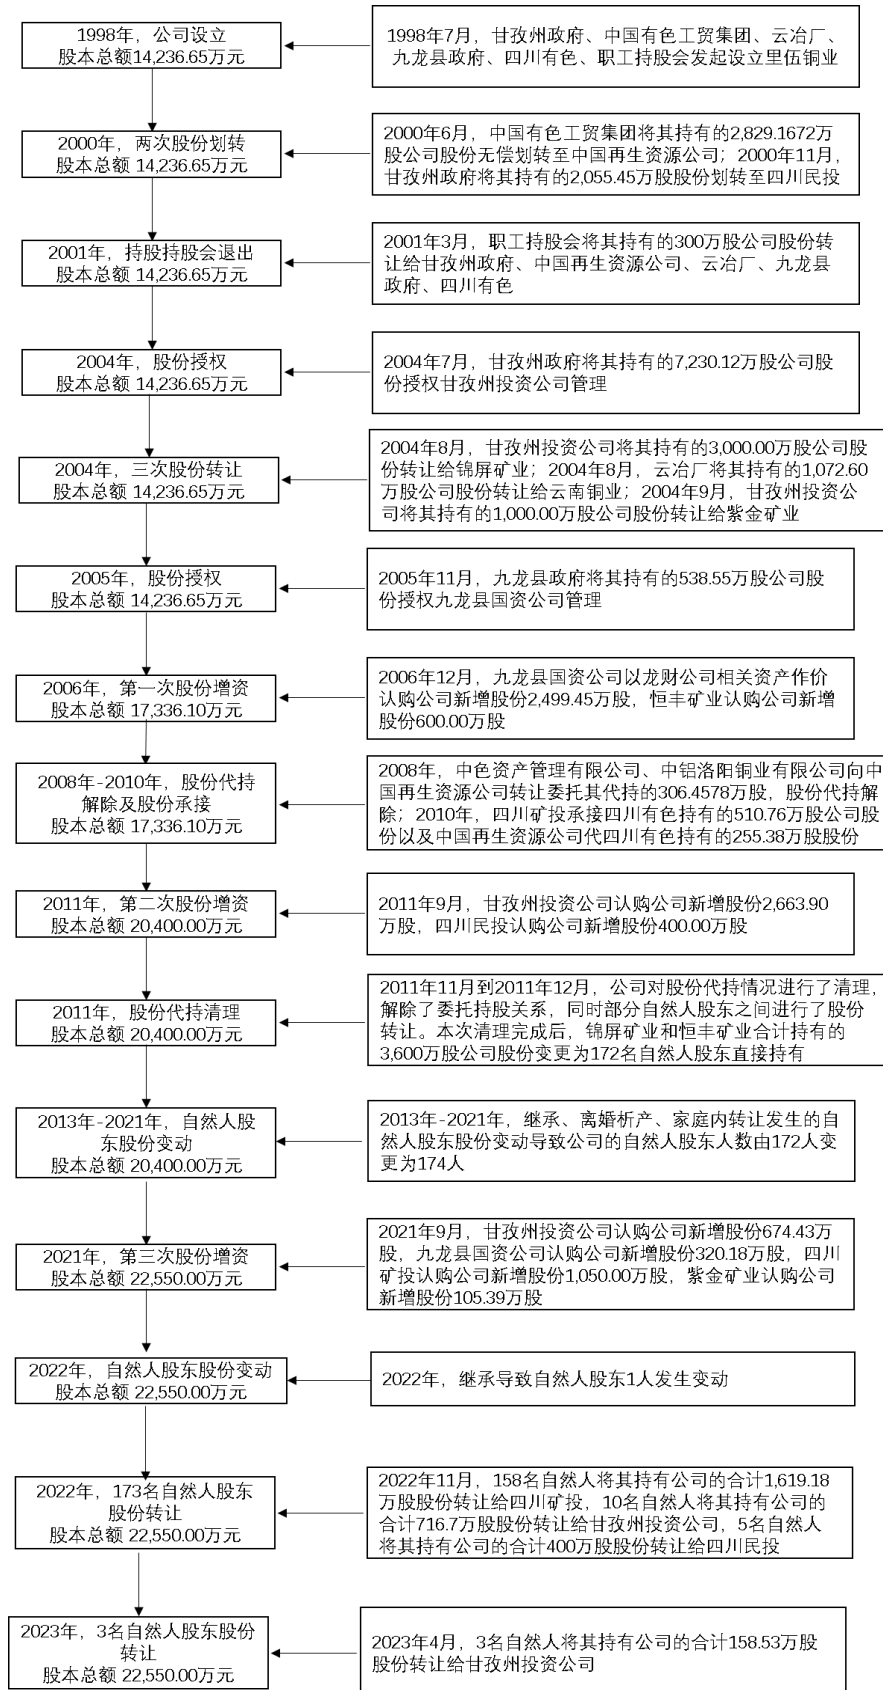 1998年，公司设立
股本总额14,236.65万元
1998年7月，甘孜州政府、中国有色工贸集团、云冶厂、
九龙县政府、四川有色、职工持股会发起设立里伍铜业
2000年，两次股份划转
股本总额 14,236.65万元
2000年6月，中国有色工贸集团将其持有的2,829.1672万
股公司股份无偿划转至中国再生资源公司；2000年11月，
甘孜州政府将其持有的2,055.45万股股份划转至四川民投
2001年，持股持股会退出
股本总额 14,236.65万元
2001年3月，职工持股会将其持有的300万股公司股份转
让给甘孜州政府、中国再生资源公司、云冶厂、九龙县
政府、四川有色
2004年，股份授权
股本总额 14,236.65万元
2004年7月，甘孜州政府将其持有的7,230.12万股公司股
份授权甘孜州投资公司管理
2004年，三次股份转让
股本总额 14,236.65万元
2004年8月，甘孜州投资公司将其持有的3,000.00万股公司股
份转让给锦屏矿业；2004年8月，云冶厂将其持有的1,072.60
万股公司股份转让给云南铜业；2004年9月，甘孜州投资公
司将其持有的1,000.00万股公司股份转让给紫金矿业
2005年，股份授权
股本总额 14,236.65万元
2005年11月，九龙县政府将其持有的538.55万股公司股
份授权九龙县国资公司管理
2006年，第一次股份增资
股本总额 17,336.10万元
2006年12月，九龙县国资公司以龙财公司相关资产作价
认购公司新增股份2,499.45万股，恒丰矿业认购公司新增
股份600.00万股
2008年-2010年，股份代持
解除及股份承接
股本总额 17,336.10万元
2008年，中色资产管理有限公司、中铝洛阳铜业有限公司向中
国再生资源公司转让委托其代持的306.4578万股，股份代持解
除；2010年，四川矿投承接四川有色持有的510.76万股公司股
份以及中国再生资源公司代四川有色持有的255.38万股股份
2011年，第二次股份增资
股本总额 20,400.00万元
2011年9月，甘孜州投资公司认购公司新增股份2,663.90
万股，四川民投认购公司新增股份400.00万股
2011年，股份代持清理
股本总额 20,400.00万元
2011年11月到2011年12月，公司对股份代持情况进行了清理，
解除了委托持股关系，同时部分自然人股东之间进行了股份
转让。本次清理完成后，锦屏矿业和恒丰矿业合计持有的
3,600万股公司股份变更为172名自然人股东直接持有
2013年-2021年，自然人股
东股份变动
股本总额 20,400.00万元
2013年-2021年，继承、离婚析产、家庭内转让发生的自
然人股东股份变动导致公司的自然人股东人数由172人变
更为174人
2021年，第三次股份增资
股本总额 22,550.00万元
2021年9月，甘孜州投资公司认购公司新增股份674.43万
股，九龙县国资公司认购公司新增股份320.18万股，四川
矿投认购公司新增股份1,050.00万股，紫金矿业认购公司
新增股份105.39万股
2022年，自然人股东股份变动
股本总额 22,550.00万元
2022年，继承导致自然人股东1人发生变动
2022年，173名自然人股东
股份转让
股本总额 22,550.00万元
2022年11月，158名自然人将其持有公司的合计1,619.18
万股股份转让给四川矿投，10名自然人将其持有公司的
合计716.7万股股份转让给甘孜州投资公司，5名自然人
将其持有公司的合计400万股股份转让给四川民投
2023年，3名自然人股东股份
转让
股本总额 22,550.00万元
2023年4月，3名自然人将其持有公司的合计158.53万股
股份转让给甘孜州投资公司